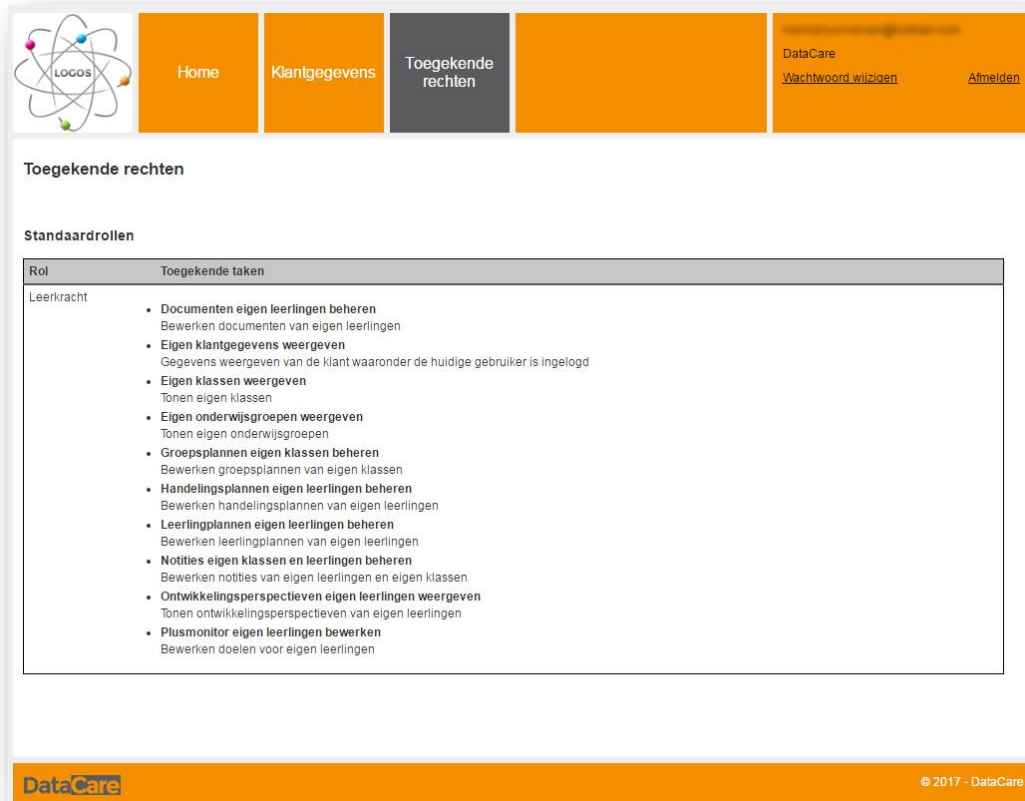 LOGOS
Home
Klantgegevens
Toegekende
rechten
DataCare
Wachtwoord wijzigen
Afmelden
Toegekende rechten
Standaardrollen
Rol Toegekende taken
Leerkracht
Documenten eigen leerlingen beheren
Bewerken documenten van eigen leerlingen
Eigen klantgegevens weergeven
Gegevens weergeven van de klant waaronder de huidige gebruiker is ingelogd
Eigen klassen weergeven
Tonen eigen klassen
Eigen onderwijsgroepen weergeven
Tonen eigen onderwijsgroepen
Groepsplannen eigen klassen beheren
Bewerken groepsplannen van eigen klassen
Handelingsplannen eigen leerlingen beheren
Bewerken handelingsplannen van eigen leerlingen
Leerlingplannen eigen leerlingen beheren
Bewerken leerlingplannen van eigen leerlingen
Notities eigen klassen en leerlingen beheren
Bewerken notities van eigen leerlingen en eigen klassen
Ontwikkelingsperspectieven eigen leerlingen weergeven
Tonen ontwikkelingsperspectieven van eigen leerlingen
Plusmonitor eigen leerlingen bewerken
Bewerken doelen voor eigen leerlingen
DataCare
© 2017 - DataCare